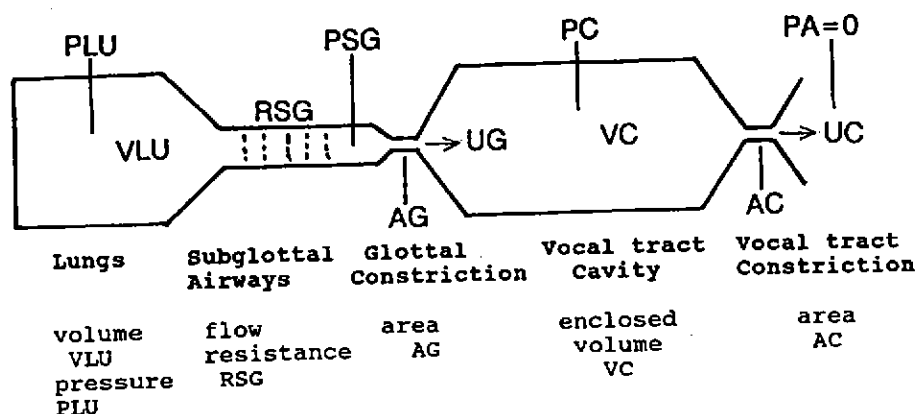 PLU PSG PC PA=0
RSG
VLU UG VC UC
AG AC
Lungs Subglottal Glottal Vocal tract Vocal tract
Airways Constriction Cavity Constriction
volume flow area enclosed area
VLU resistance AG volume AC
pressure RSG VC
PLU